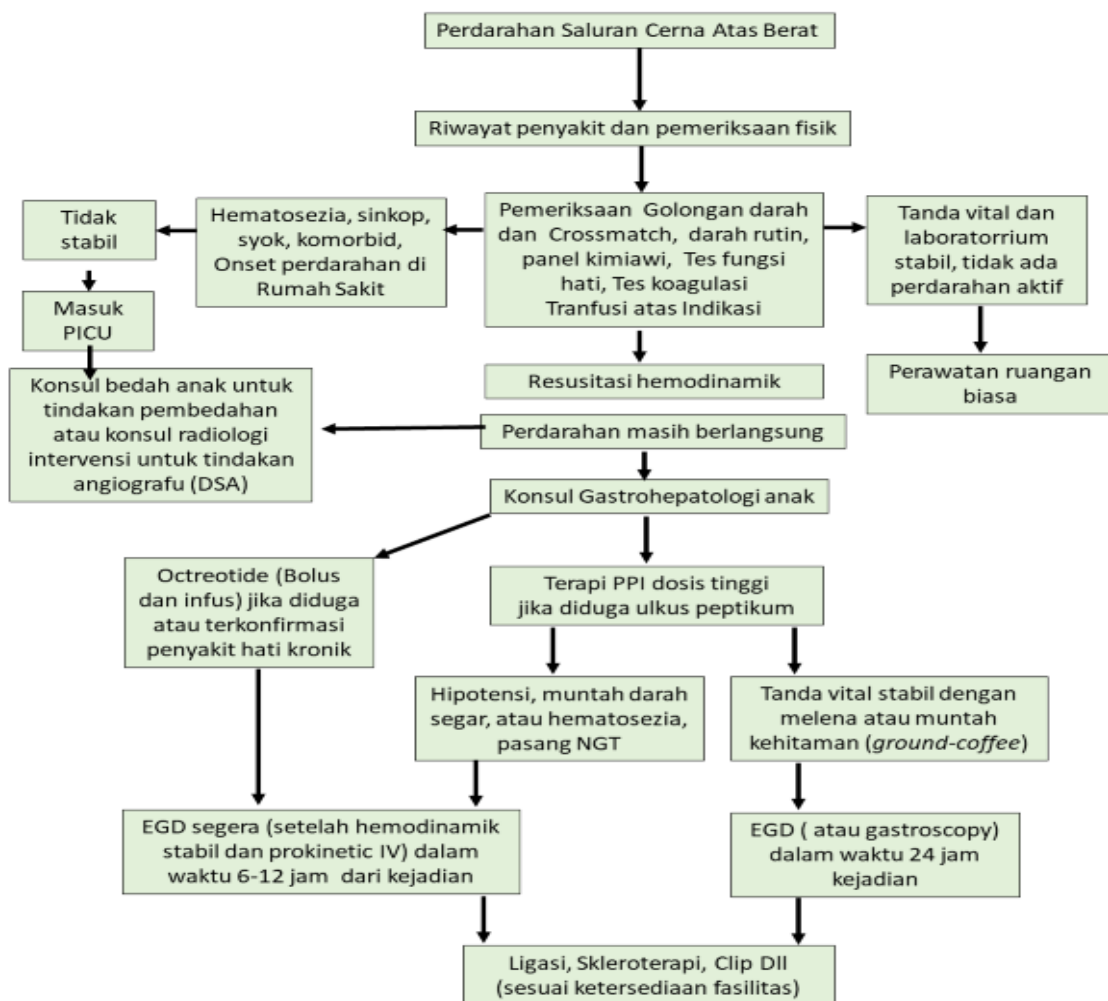 Perdarahan Saluran Cerna Atas Berat
Riwayat penyakit dan pemeriksaan fisik
Tidak
stabil
Hematosezia, sinkop,
syok, komorbid,
Onset perdarahan di
Rumah Sakit
Pemeriksaan Golongan darah
dan Crossmatch, darah rutin,
panel kimiawi, Tes fungsi
hati, Tes koagulasi
Tranfusi atas Indikasi
Tanda vital dan
laboratorrium
stabil, tidak ada
perdarahan aktif
Masuk
PICU
Konsul bedah anak untuk
tindakan pembedahan
atau konsul radiologi
intervensi untuk tindakan
angiografu (DSA)
Resusitasi hemodinamik
Perawatan ruangan
biasa
Perdarahan masih berlangsung
Konsul Gastrohepatologi anak
Octreotide (Bolus
dan infus) jika diduga
atau terkonfirmasi
penyakit hati kronik
Terapi PPI dosis tinggi
jika diduga ulkus peptikum
Hipotensi, muntah darah
segar, atau hematosezia,
pasang NGT
Tanda vital stabil dengan
melena atau muntah
kehitaman (ground-coffee)
EGD segera (setelah hemodinamik
stabil dan prokinetic IV) dalam
waktu 6-12 jam dari kejadian
EGD ( atau gastroscopy)
dalam waktu 24 jam
kejadian
Ligasi, Skleroterapi, Clip Dll
(sesuai ketersediaan fasilitas)